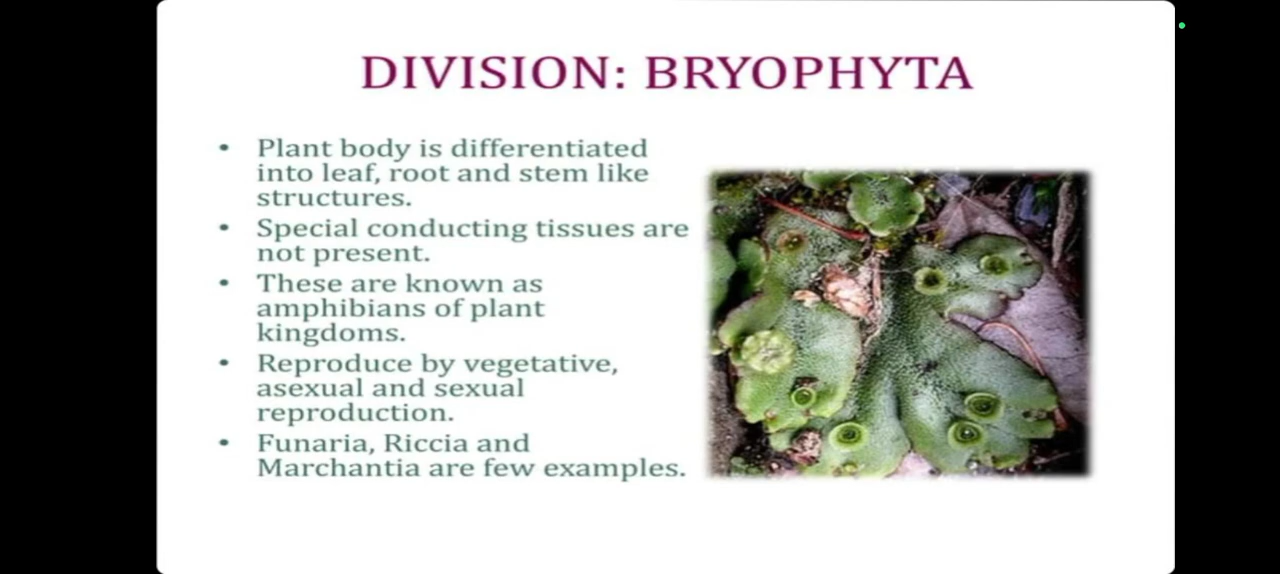 DIVISION: BRYOPHYTA
• Plant body is differentiated
into leaf, root and stem like
structures.
• Special conducting tissues are
not present.
• These are known as
amphibians of plant
kingdoms.
• Reproduce by vegetative,
asexual and sexual
reproduction.
• Funaria, Riccia and
Marchantia are few examples.